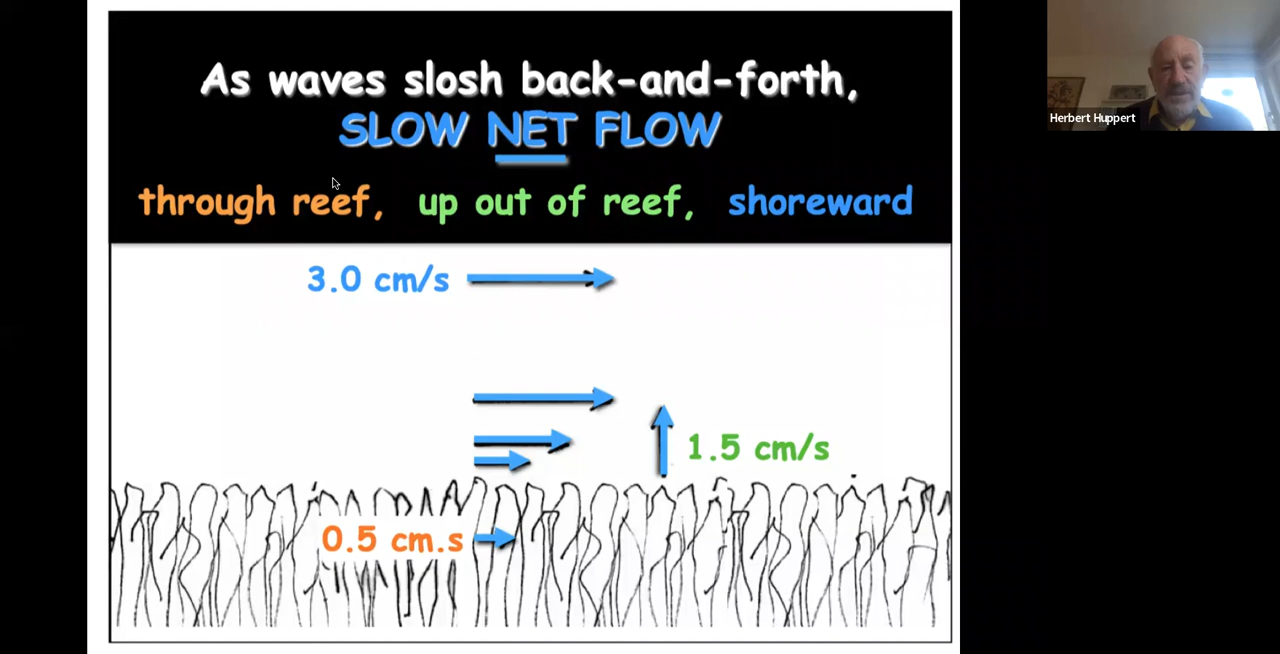 As waves slosh back-and-forth,
SLOW NET FLOW
through reef, up out of reef, shoreward
3.0 cm/s
1.5 cm/s
0.5 cm.s
Herbert Huppert